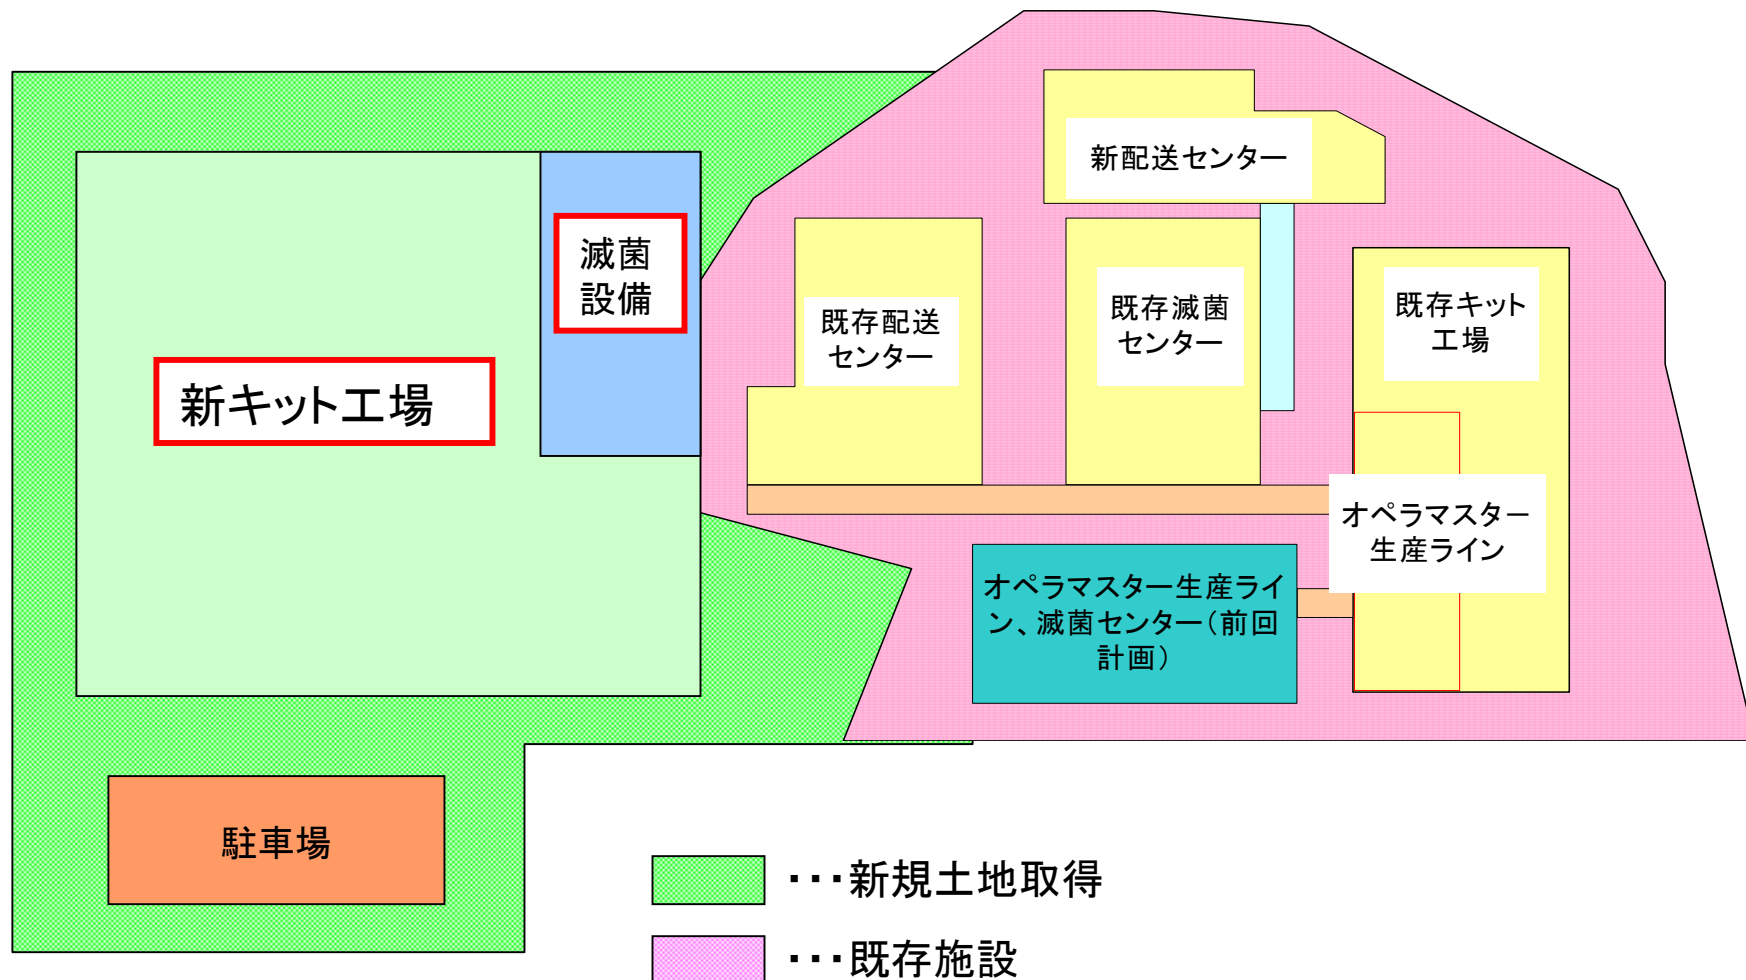 新配送センター
滅菌
設備
既存配送
センター
既存滅菌
センター
既存キット
工場
新キット工場
オペラマスター
生産ライン
オペラマスター生産ライ
ン、滅菌センター(前回
計画)
駐車場
・・・新規土地取得
・・・既存施設